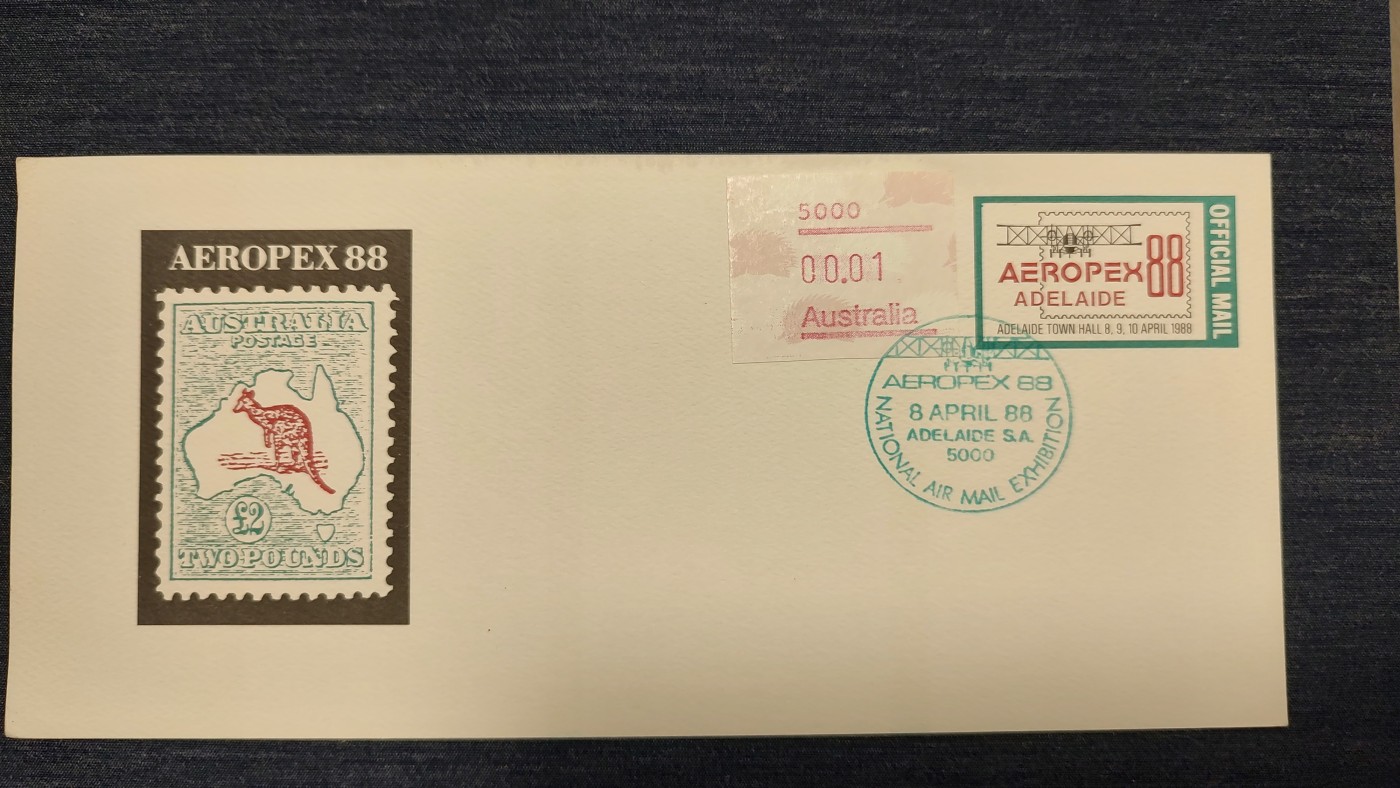 AEROPEX 88
AUSTRALIA
POSTAGE
£2
TWO POUNDS
5000
00.01
Australia
AEROPEX 88
ADELAIDE
ADELAIDE TOWN HALL 8, 9, 10 APRIL 1988
OFFICIAL MAIL
AEROPEX 88
8 APRIL 88
ADELAIDE S.A.
5000
NATIONAL AIR MAIL EXHIBITION